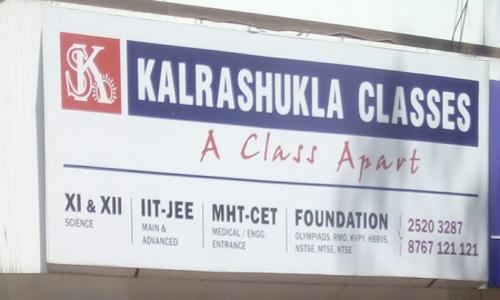 SK
KALRASHUKLA CLASSES
A Class Apart
XI & XII
SCIENCE
IIT-JEE
MAIN &
ADVANCED
MHT-CET
MEDICAL / ENGG.
ENTRANCE
FOUNDATION
OLYMPIADS, RMO, KVPY, HBBVS,
NSTSE, MTSE, NTSE
2520 3287
8767 121 121